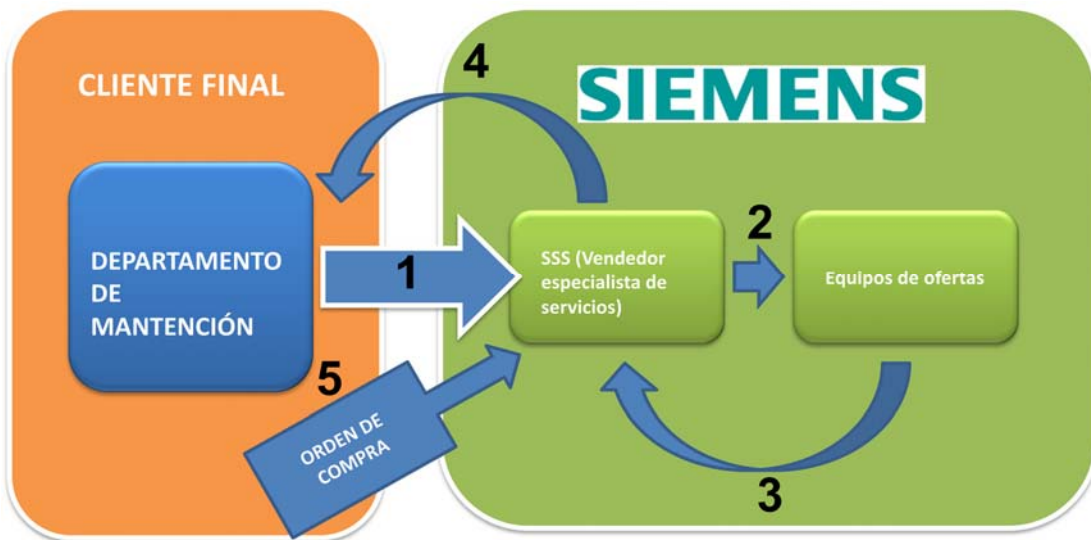 CLIENTE FINAL
4
SIEMENS
DEPARTAMENTO
DE
MANTENCIÓN
1
SSS (Vendedor
especialista de
servicios)
2
Equipos de ofertas
5
ORDEN DE
COMPRA
3